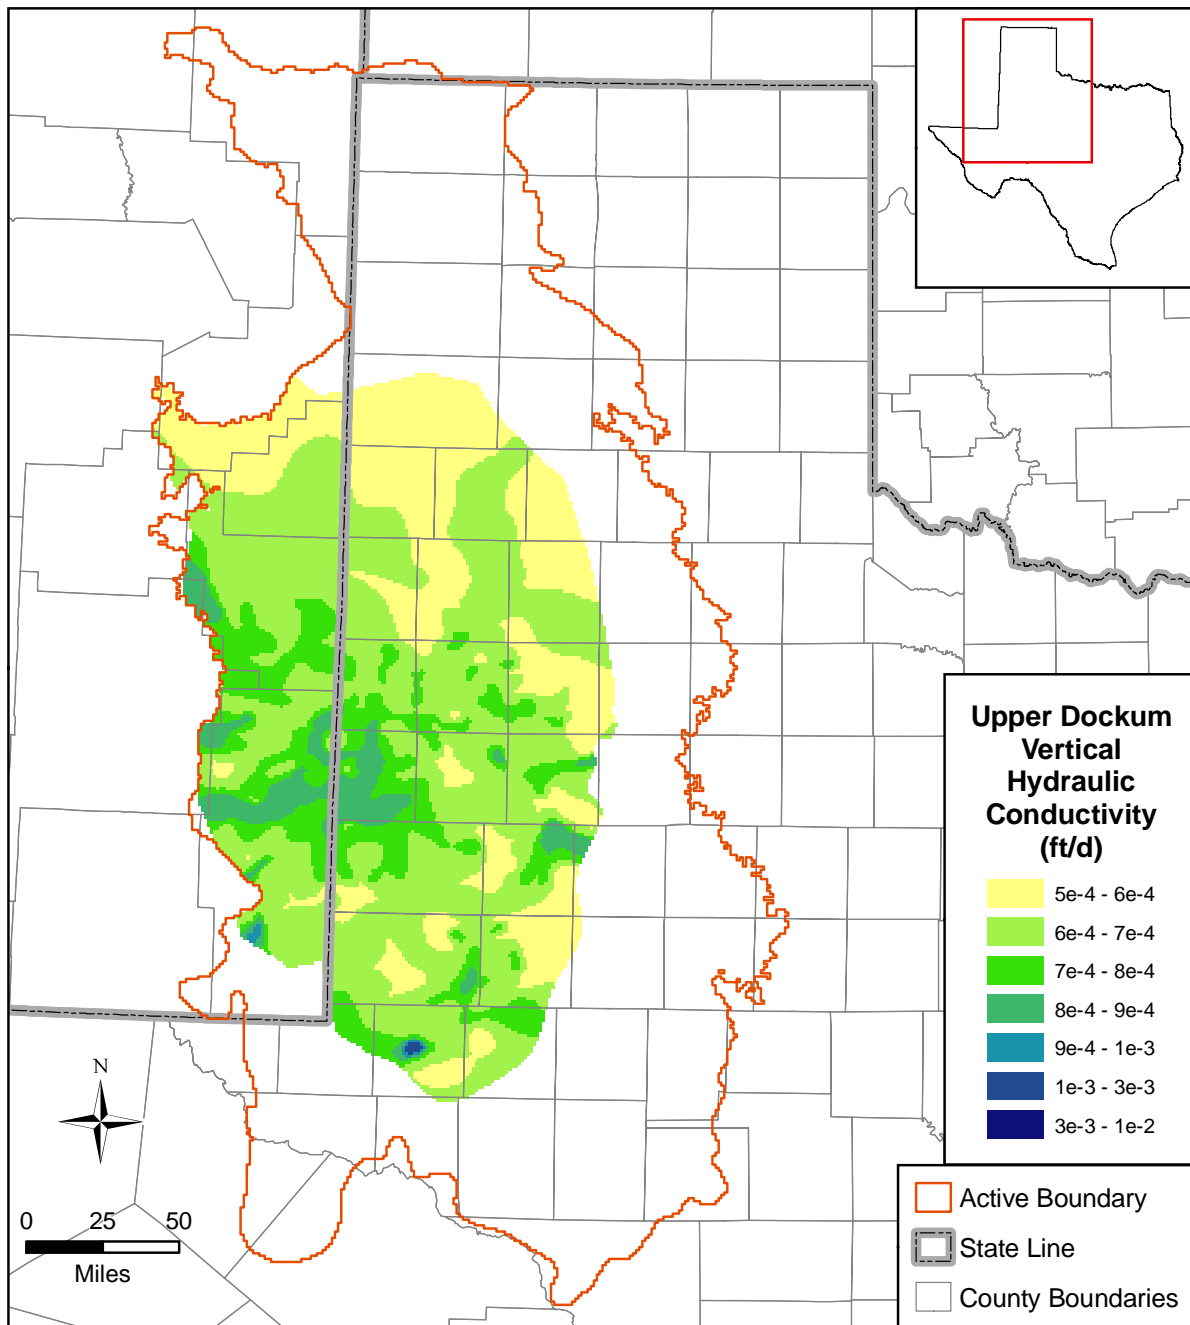 Upper Dockum
Vertical
Hydraulic
Conductivity
(ft/d)
5e-4 - 6e-4
6e-4 - 7e-4
7e-4 - 8e-4
8e-4 - 9e-4
9e-4 - 1e-3
1e-3 - 3e-3
3e-3 - 1e-2
N
0 25 50
Miles
Active Boundary
State Line
County Boundaries